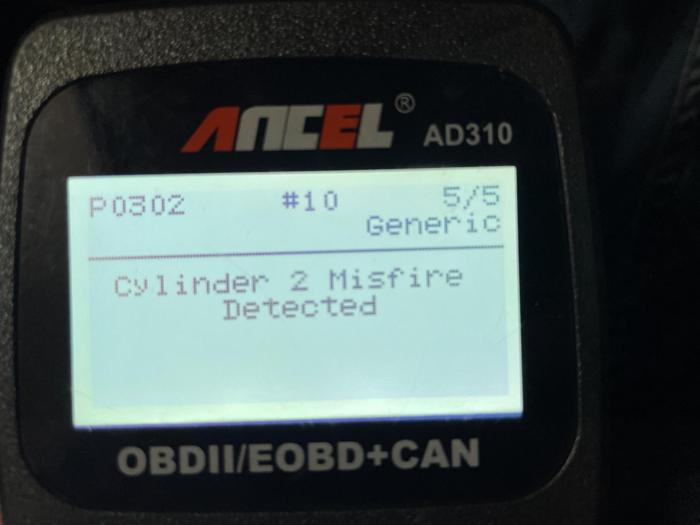 ANCEL® AD310
P0302 #10 5/5
Generic
Cylinder 2 Misfire
Detected
OBDII/EOBD+CAN